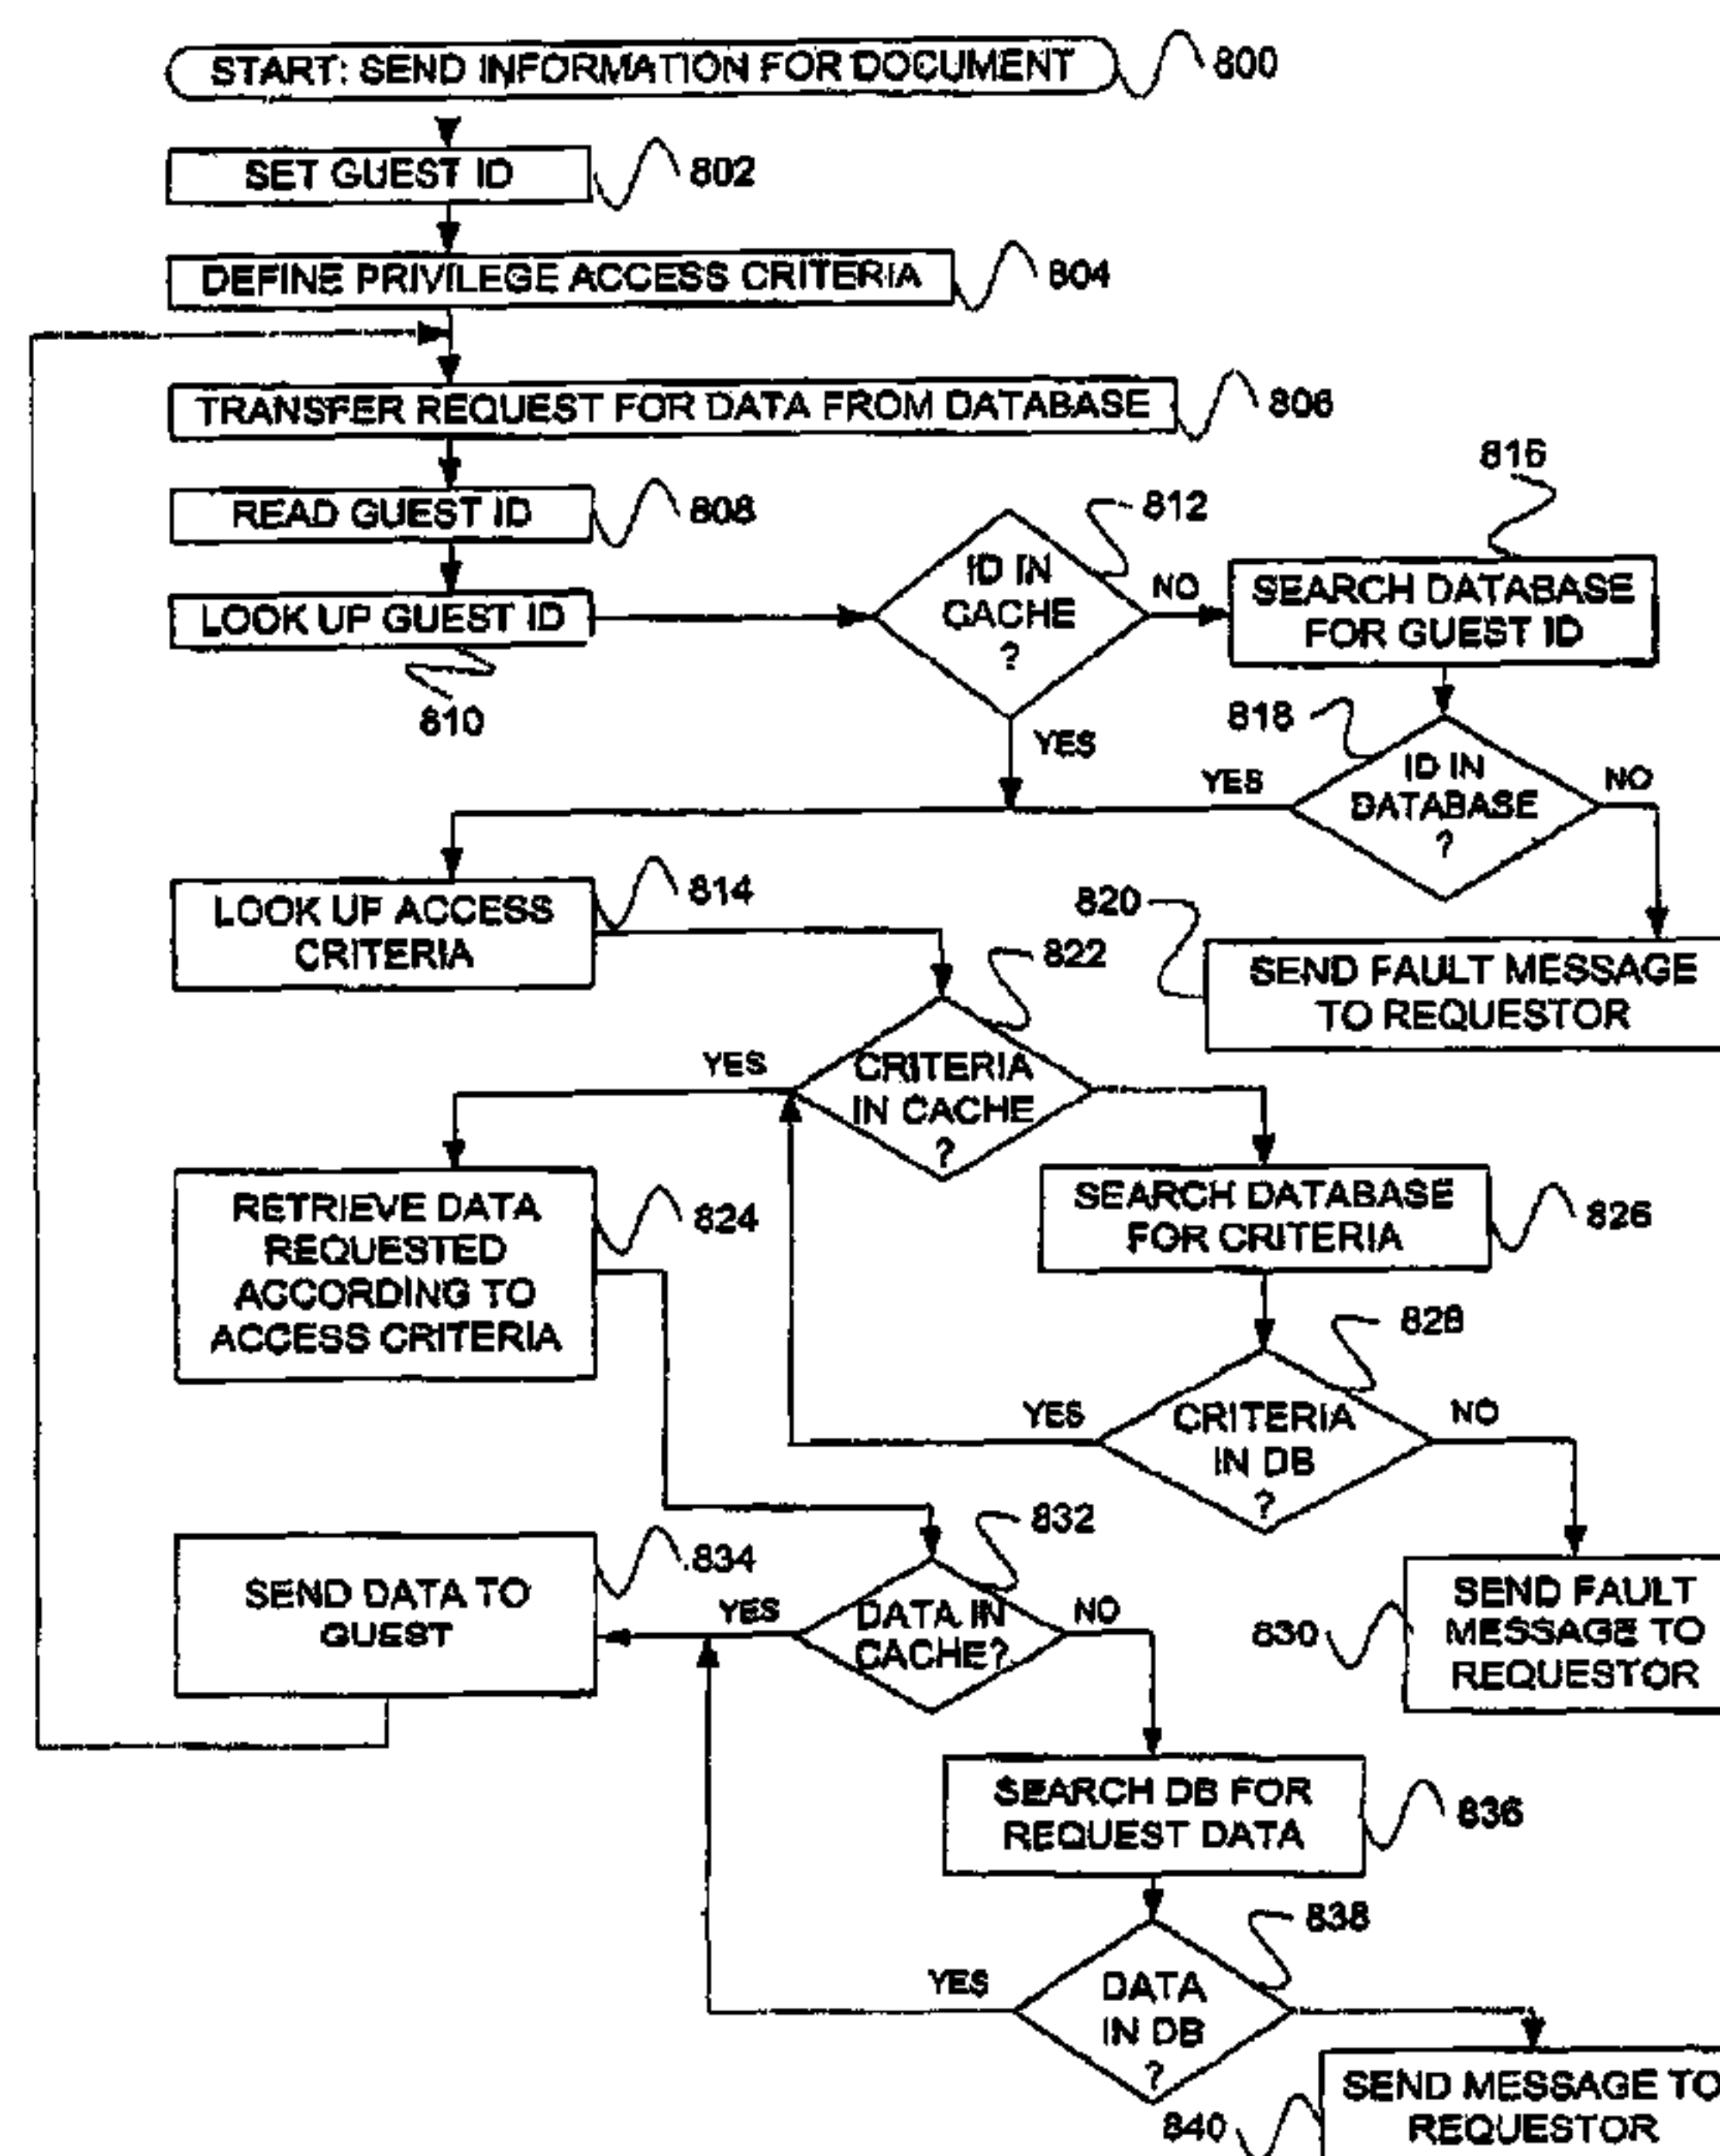 START: SEND INFORMATION FOR DOCUMENT
800
SET GUEST ID
802
DEFINE PRIVILEGE ACCESS CRITERIA
804
TRANSFER REQUEST FOR DATA FROM DATABASE
806
READ GUEST ID
808
LOOK UP GUEST ID
810
ID IN
CACHE
?
812
NO
YES
816
SEARCH DATABASE
FOR GUEST ID
818
ID IN
DATABASE
?
YES
NO
LOOK UP ACCESS
CRITERIA
814
820
SEND FAULT MESSAGE
TO REQUESTOR
822
CRITERIA
IN CACHE
?
YES
RETRIEVE DATA
REQUESTED
ACCORDING TO
ACCESS CRITERIA
824
SEARCH DATABASE
FOR CRITERIA
826
828
CRITERIA
IN DB
?
YES
NO
SEND DATA TO
GUEST
834
832
DATA IN
CACHE?
YES
NO
830
SEND FAULT
MESSAGE TO
REQUESTOR
SEARCH DB FOR
REQUEST DATA
836
838
DATA
IN DB
?
YES
840
SEND MESSAGE TO
REQUESTOR